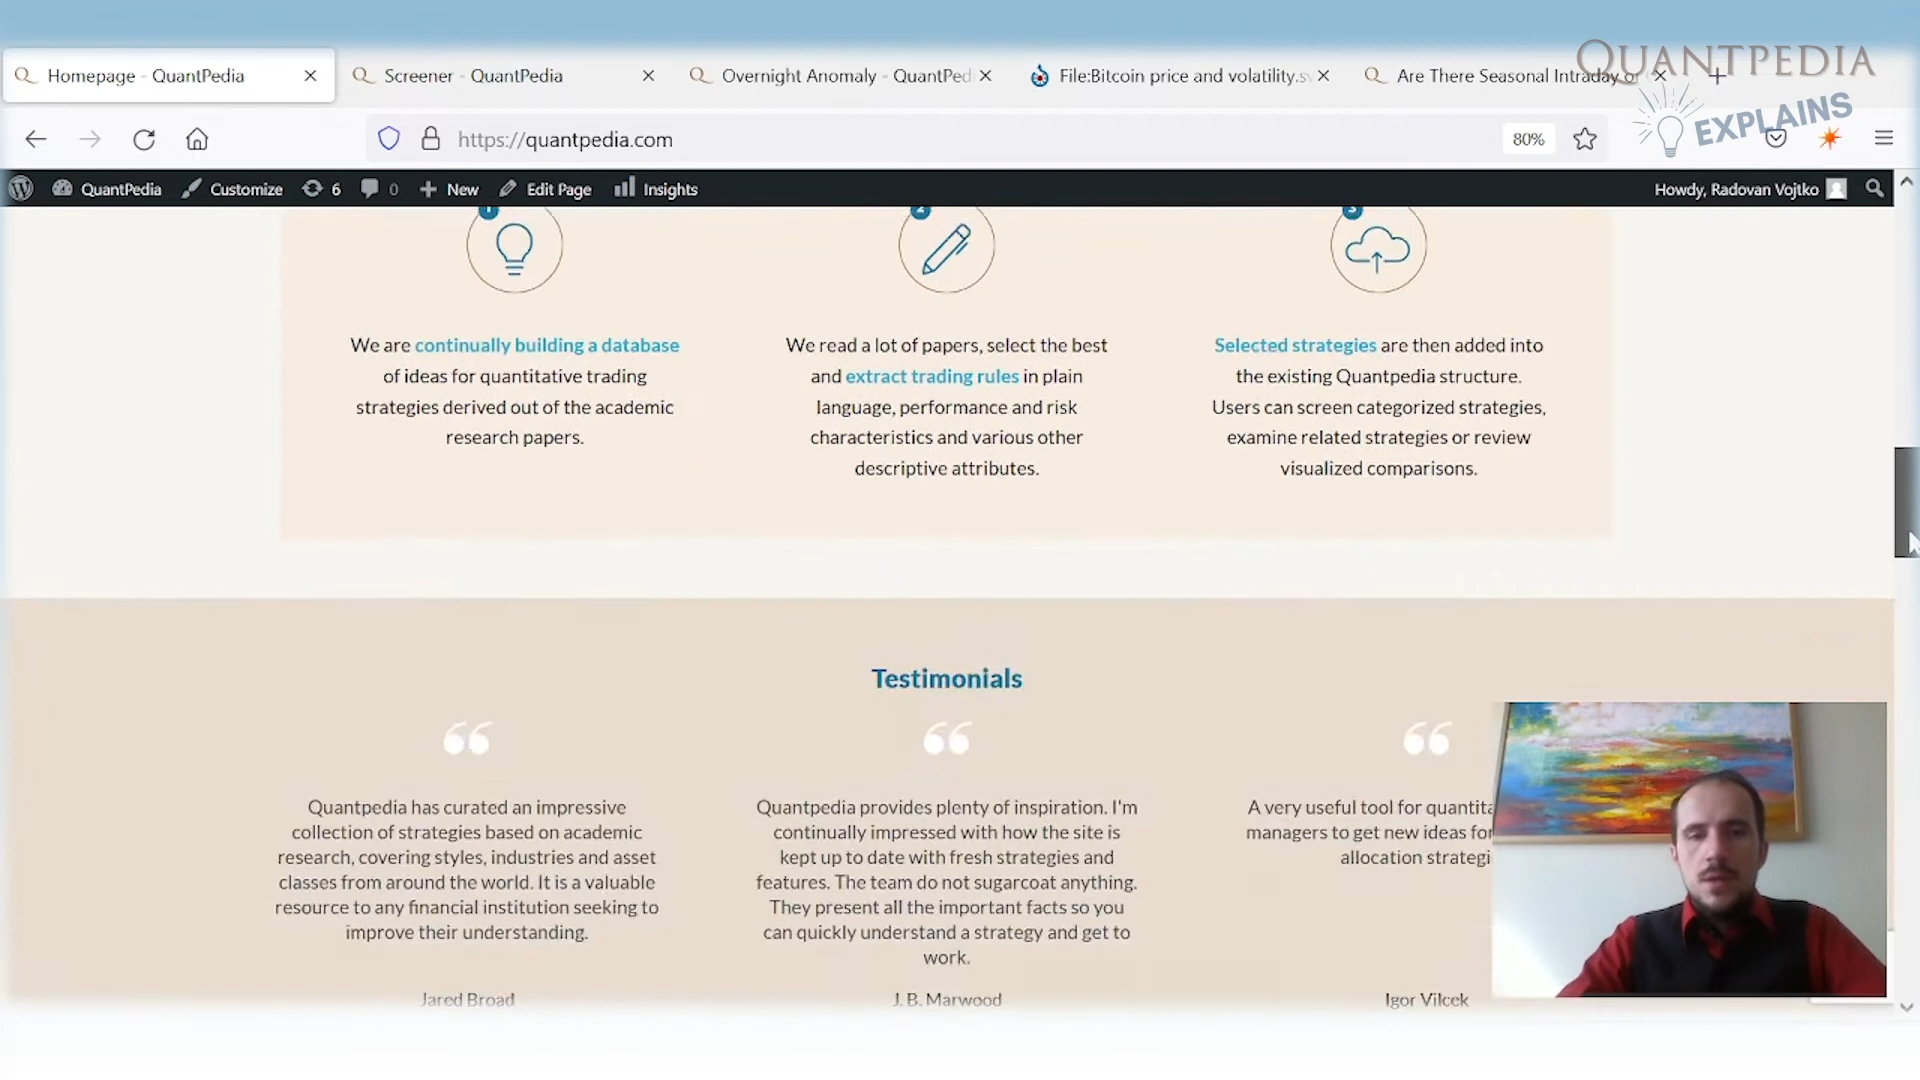 Homepage - QuantPedia
Screener - QuantPedia
Overnight Anomaly - QuantPed
File:Bitcoin price and volatility.sv
Are There Seasonal Intraday or
QUANTPEDIA
EXPLAINS
https://quantpedia.com
80%
QuantPedia
Customize
6
0
New
Edit Page
Insights
Howdy, Radovan Vojtko
1
2
3
We are continually building a database
of ideas for quantitative trading
strategies derived out of the academic
research papers.
We read a lot of papers, select the best
and extract trading rules in plain
language, performance and risk
characteristics and various other
descriptive attributes.
Selected strategies are then added into
the existing Quantpedia structure.
Users can screen categorized strategies,
examine related strategies or review
visualized comparisons.
Testimonials
Quantpedia has curated an impressive
collection of strategies based on academic
research, covering styles, industries and asset
classes from around the world. It is a valuable
resource to any financial institution seeking to
improve their understanding.
Jared Broad
Quantpedia provides plenty of inspiration. I'm
continually impressed with how the site is
kept up to date with fresh strategies and
features. The team do not sugarcoat anything.
They present all the important facts so you
can quickly understand a strategy and get to
work.
J. B. Marwood
A very useful tool for quantita
managers to get new ideas for
allocation strategi
Igor Vilcek